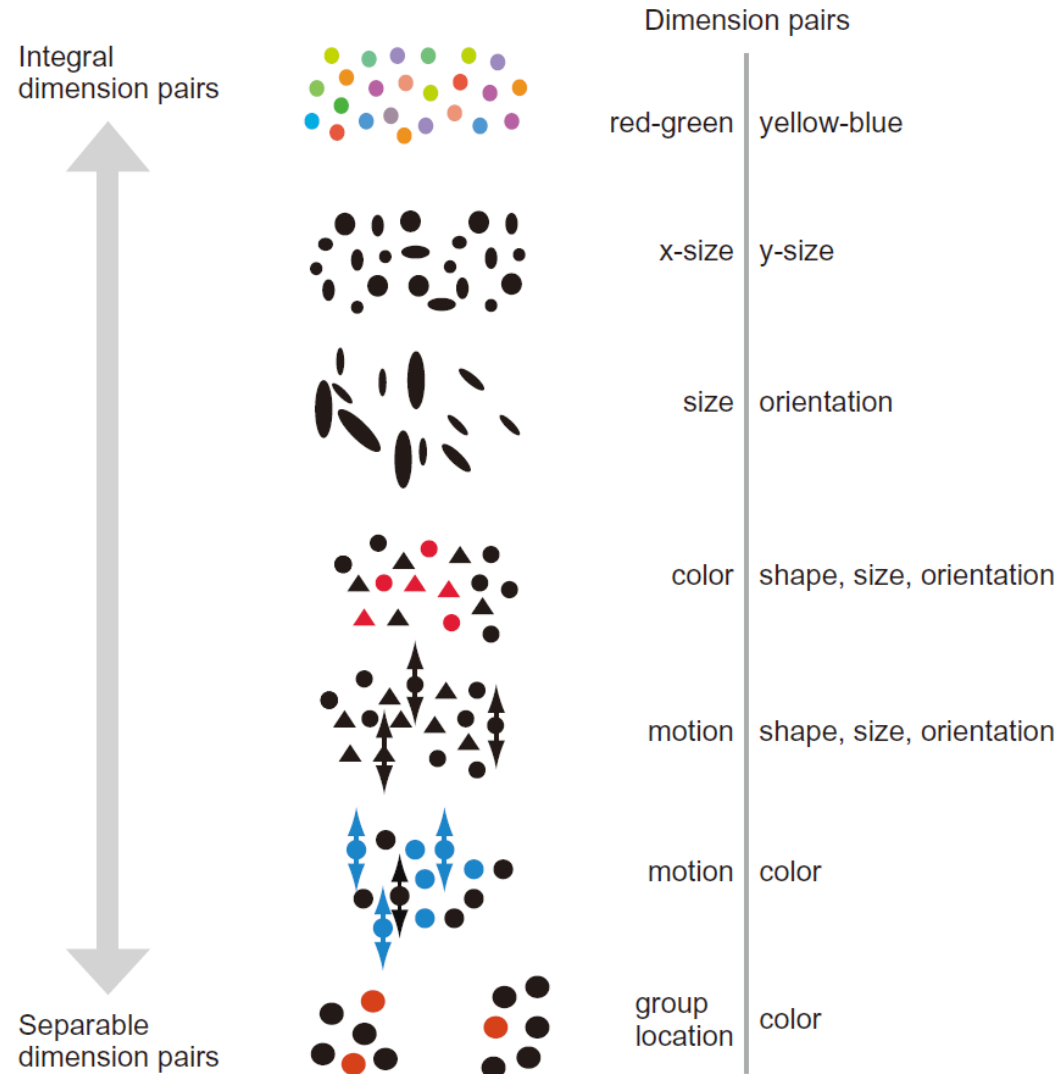 Dimension pairs
Integral
dimension pairs
red-green yellow-blue
x-size y-size
size orientation
color shape, size, orientation
motion shape, size, orientation
motion color
group
location color
Separable
dimension pairs